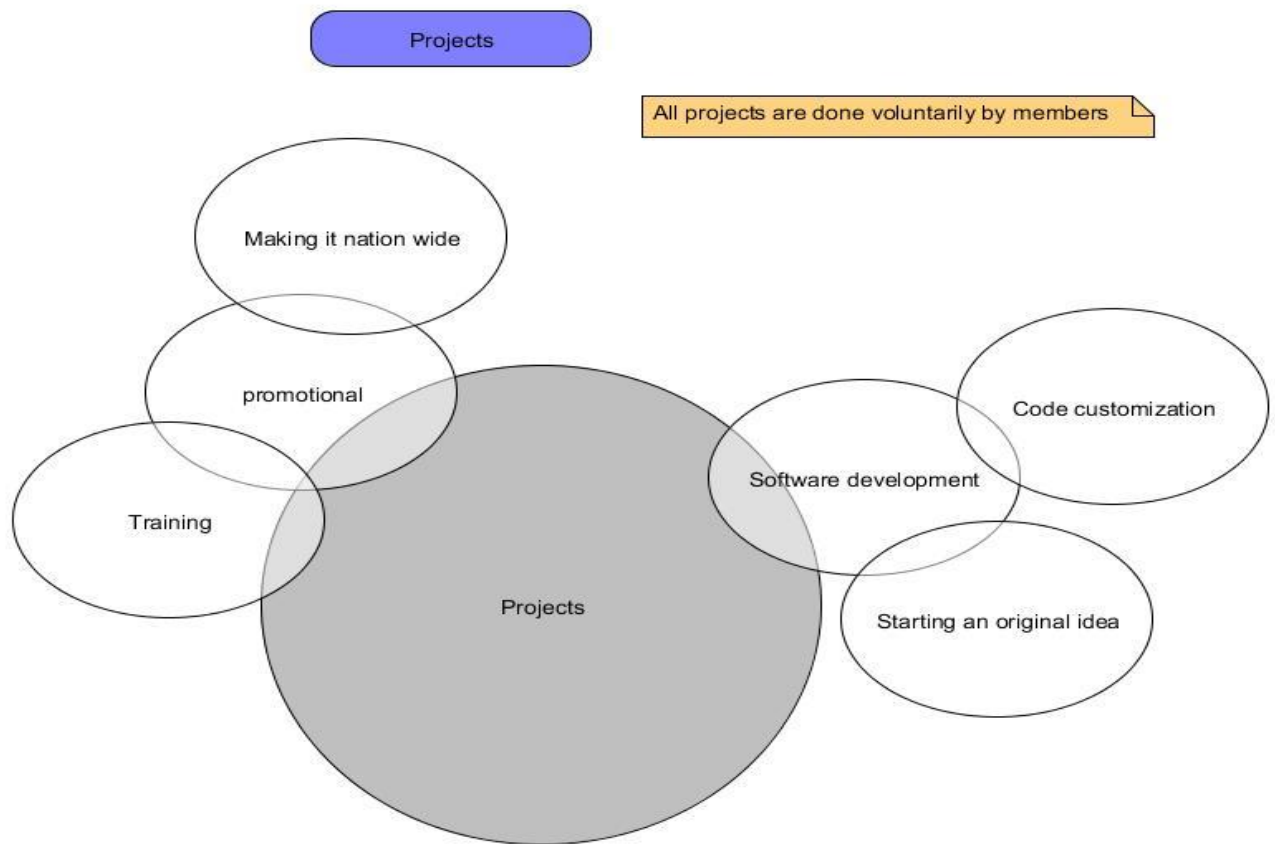 Projects
All projects are done voluntarily by members
Making it nation wide
promotional
Training
Code customization
Software development
Starting an original idea
Projects